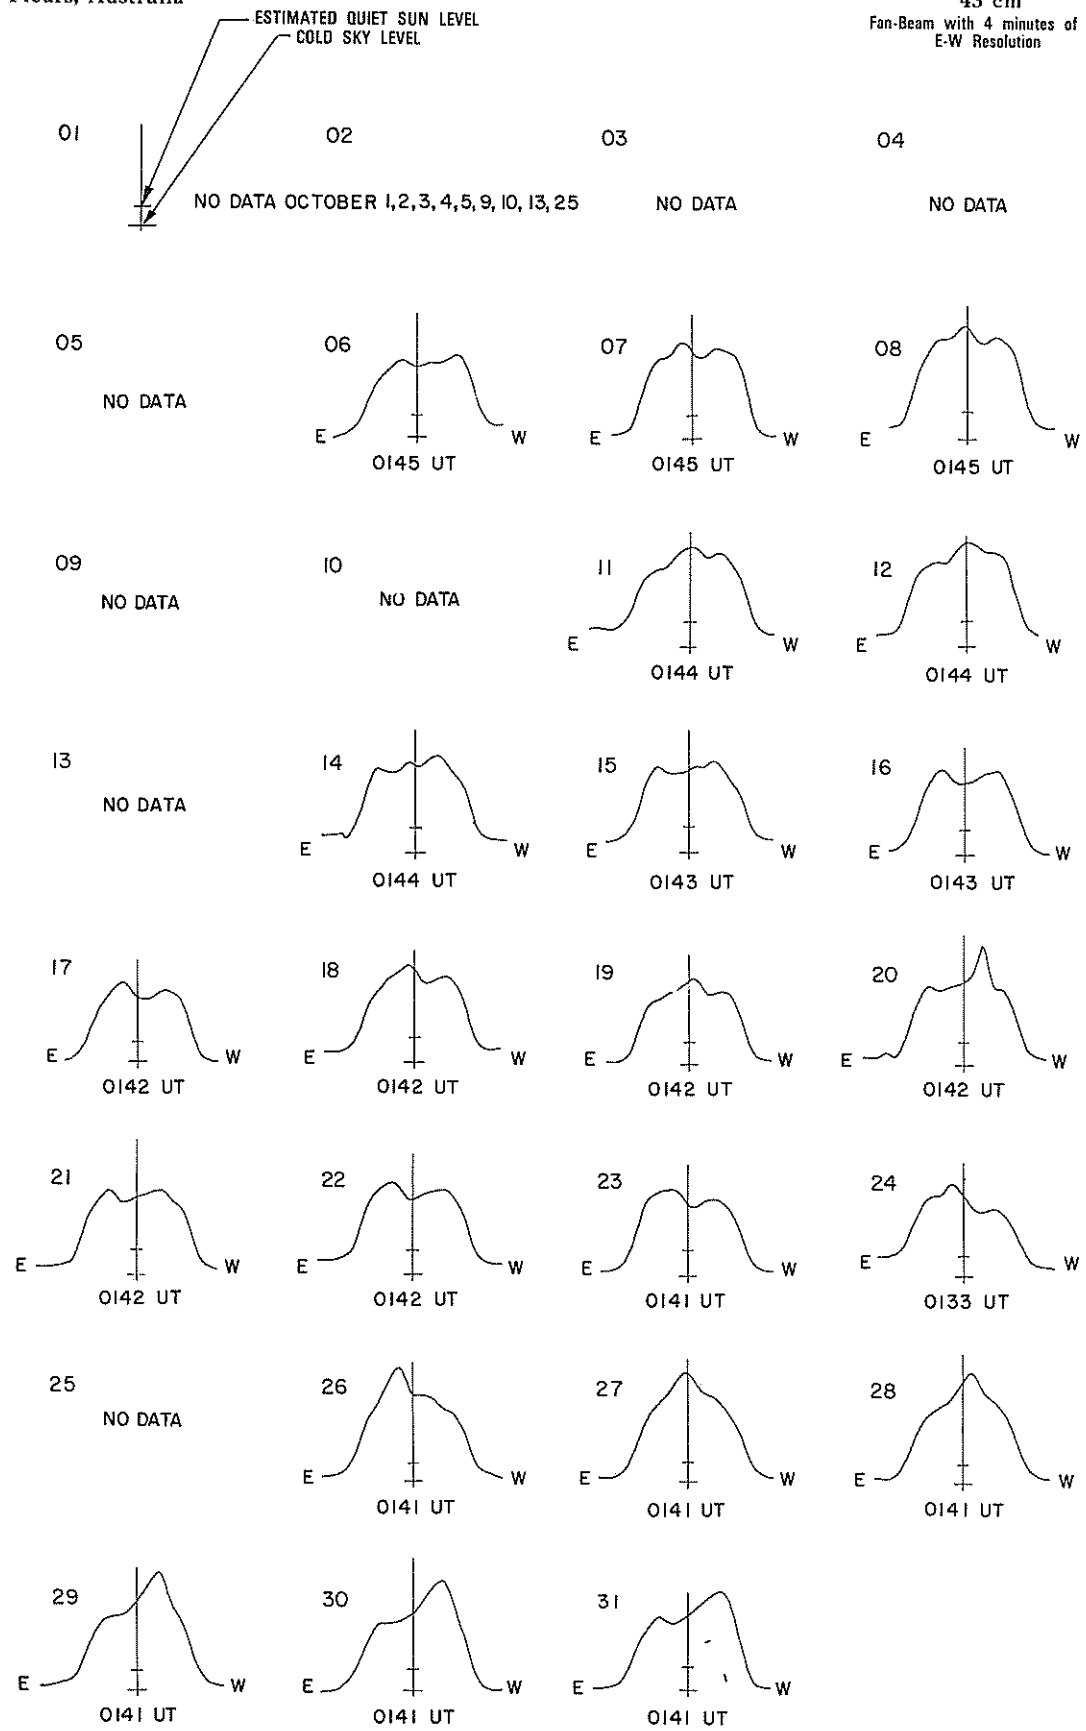 Fleurs, Australia
43 cm
Fan-Beam with 4 minutes of
E-W Resolution
ESTIMATED QUIET SUN LEVEL
COLD SKY LEVEL
01 02 03 04
NO DATA OCTOBER 1,2,3,4,5,9,10,13,25 NO DATA NO DATA
05 06 07 08
NO DATA
E W E W E W
0145 UT 0145 UT 0145 UT
09 10 11 12
NO DATA NO DATA
E W E W
0144 UT 0144 UT
13 14 15 16
NO DATA
E W E W E W
0144 UT 0143 UT 0143 UT
17 18 19 20
E W E W E W E W
0142 UT 0142 UT 0142 UT 0142 UT
21 22 23 24
E W E W E W E W
0142 UT 0142 UT 0141 UT 0133 UT
25 26 27 28
NO DATA
E W E W E W
0141 UT 0141 UT 0141 UT
29 30 31
E W E W E W
0141 UT 0141 UT 0141 UT